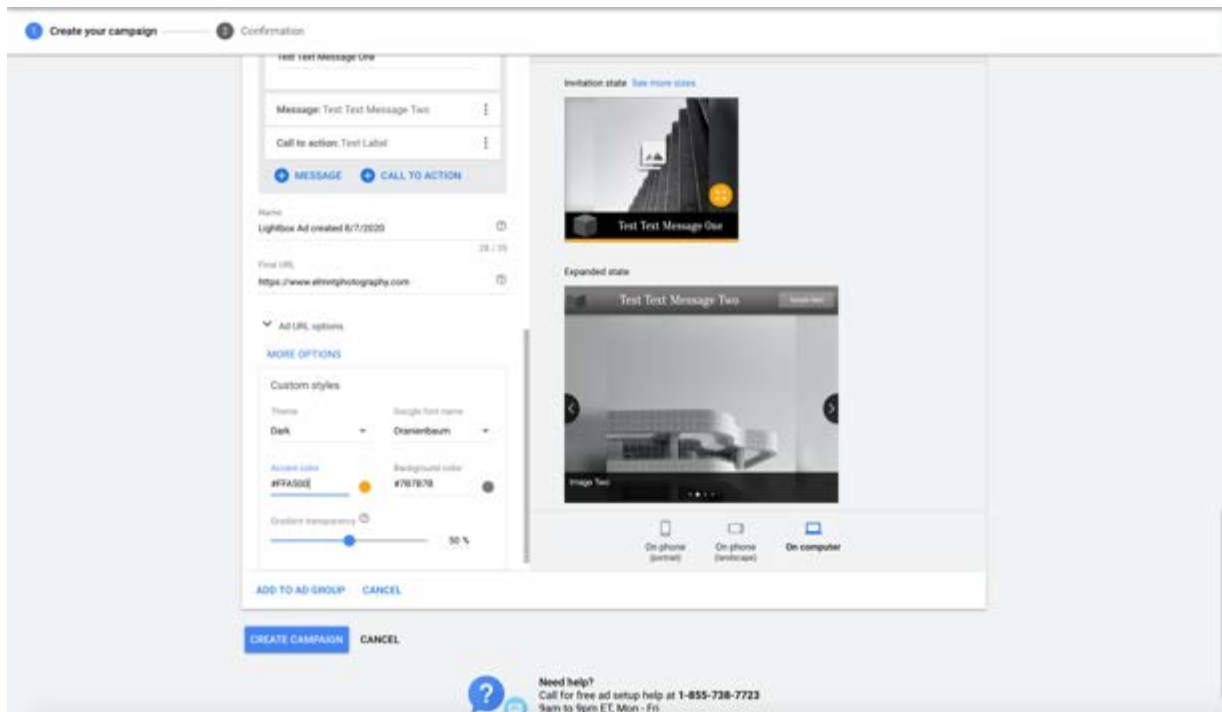 1 Create your campaign 2 Confirmation
Test Text Message One
Message: Test Text Message Two
Call to action: Test Label
MESSAGE CALL TO ACTION
Name
Lightbox Ad created 8/7/2020
28 / 35
Final URL
https://www.elmntphotography.com
Ad URL options
MORE OPTIONS
Custom styles
Theme Google font name
Dark Oranienbaum
Accent color Background color
#FFA500 #7B7B7B
Gradient transparency
50 %
Invitation state See more sizes
Test Text Message One
Expanded state
Test Text Message Two
Image Two
On phone (portrait)
On phone (landscape)
On computer
ADD TO AD GROUP CANCEL
CREATE CAMPAIGN CANCEL
Need help?
Call for free ad setup help at 1-855-738-7723
9am to 9pm ET, Mon - Fri